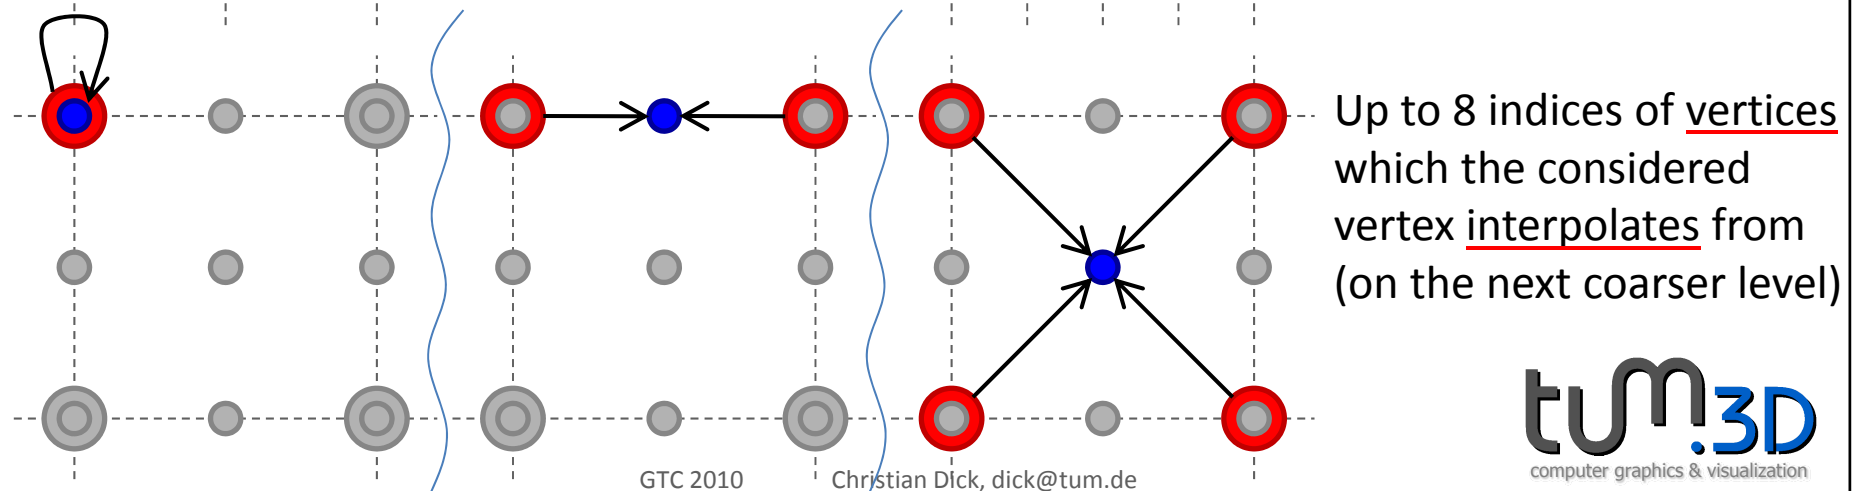 Up to 8 indices of vertices
which the considered
vertex interpolates from
(on the next coarser level)
tum.3D
computer graphics & visualization
GTC 2010 Christian Dick, dick@tum.de